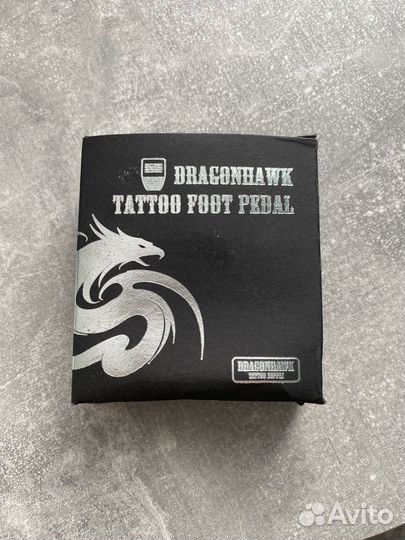 DRAGONHAWK
TATTOO FOOT PEDAL
DRAGONHAWK
TATTOO SUPPLY
Avito